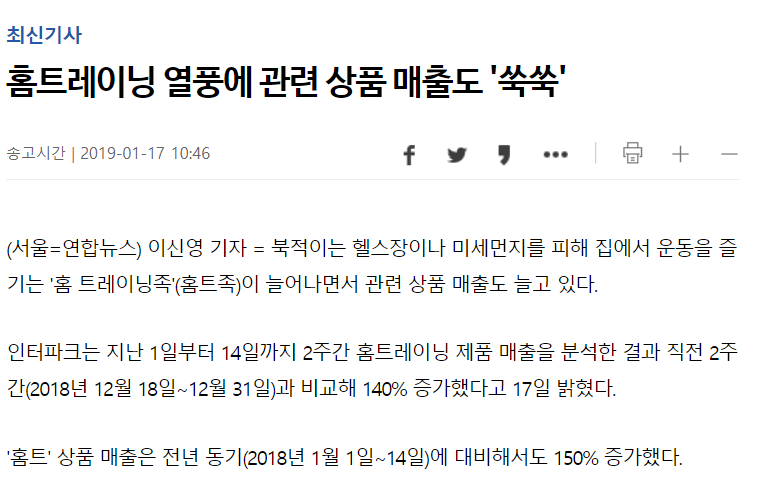 최신기사
홈트레이닝 열풍에 관련 상품 매출도 '쑥쑥'
송고시간 | 2019-01-17 10:46
(서울=연합뉴스) 이신영 기자 = 북적이는 헬스장이나 미세먼지를 피해 집에서 운동을 즐
기는 '홈 트레이닝족'(홈트족)이 늘어나면서 관련 상품 매출도 늘고 있다.
인터파크는 지난 1일부터 14일까지 2주간 홈트레이닝 제품 매출을 분석한 결과 직전 2주
간(2018년 12월 18일~12월 31일)과 비교해 140% 증가했다고 17일 밝혔다.
'홈트' 상품 매출은 전년 동기(2018년 1월 1일~14일)에 대비해서도 150% 증가했다.